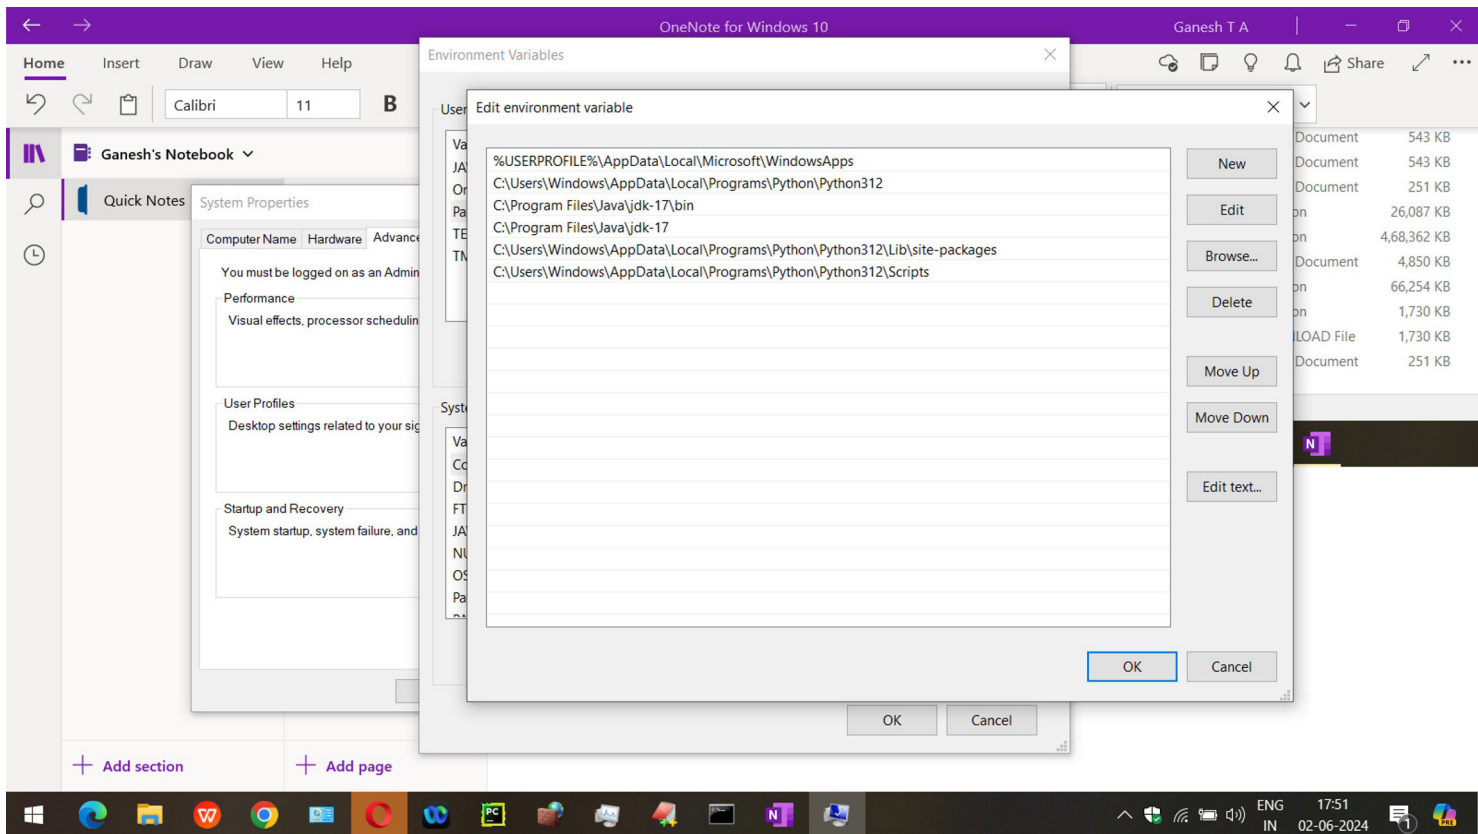 OneNote for Windows 10
Ganesh T A
Home Insert Draw View Help
Share
Calibri 11 B
Ganesh's Notebook
Quick Notes
Add section
Add page
System Properties
Computer Name Hardware
You must be logged on as an
Performance
Visual effects, processor
User Profiles
Desktop settings related to your
Startup and Recovery
System startup, system failure, and
Environment Variables
User
OK Cancel
Edit environment variable
%USERPROFILE%\AppData\Local\Microsoft\WindowsApps
C:\Users\Windows\AppData\Local\Programs\Python\Python312
C:\Program Files\Java\jdk-17\bin
C:\Program Files\Java\jdk-17
C:\Users\Windows\AppData\Local\Programs\Python\Python312\Lib\site-packages
C:\Users\Windows\AppData\Local\Programs\Python\Python312\Scripts
New
Edit
Browse...
Delete
Move Up
Move Down
Edit text...
OK Cancel
Document 543 KB
Document 543 KB
Document 251 KB
26,087 KB
4,68,362 KB
Document 4,850 KB
66,254 KB
1,730 KB
File 1,730 KB
Document 251 KB
N
W
PC
N
ENG
IN
17:51
02-06-2024
1
PRE